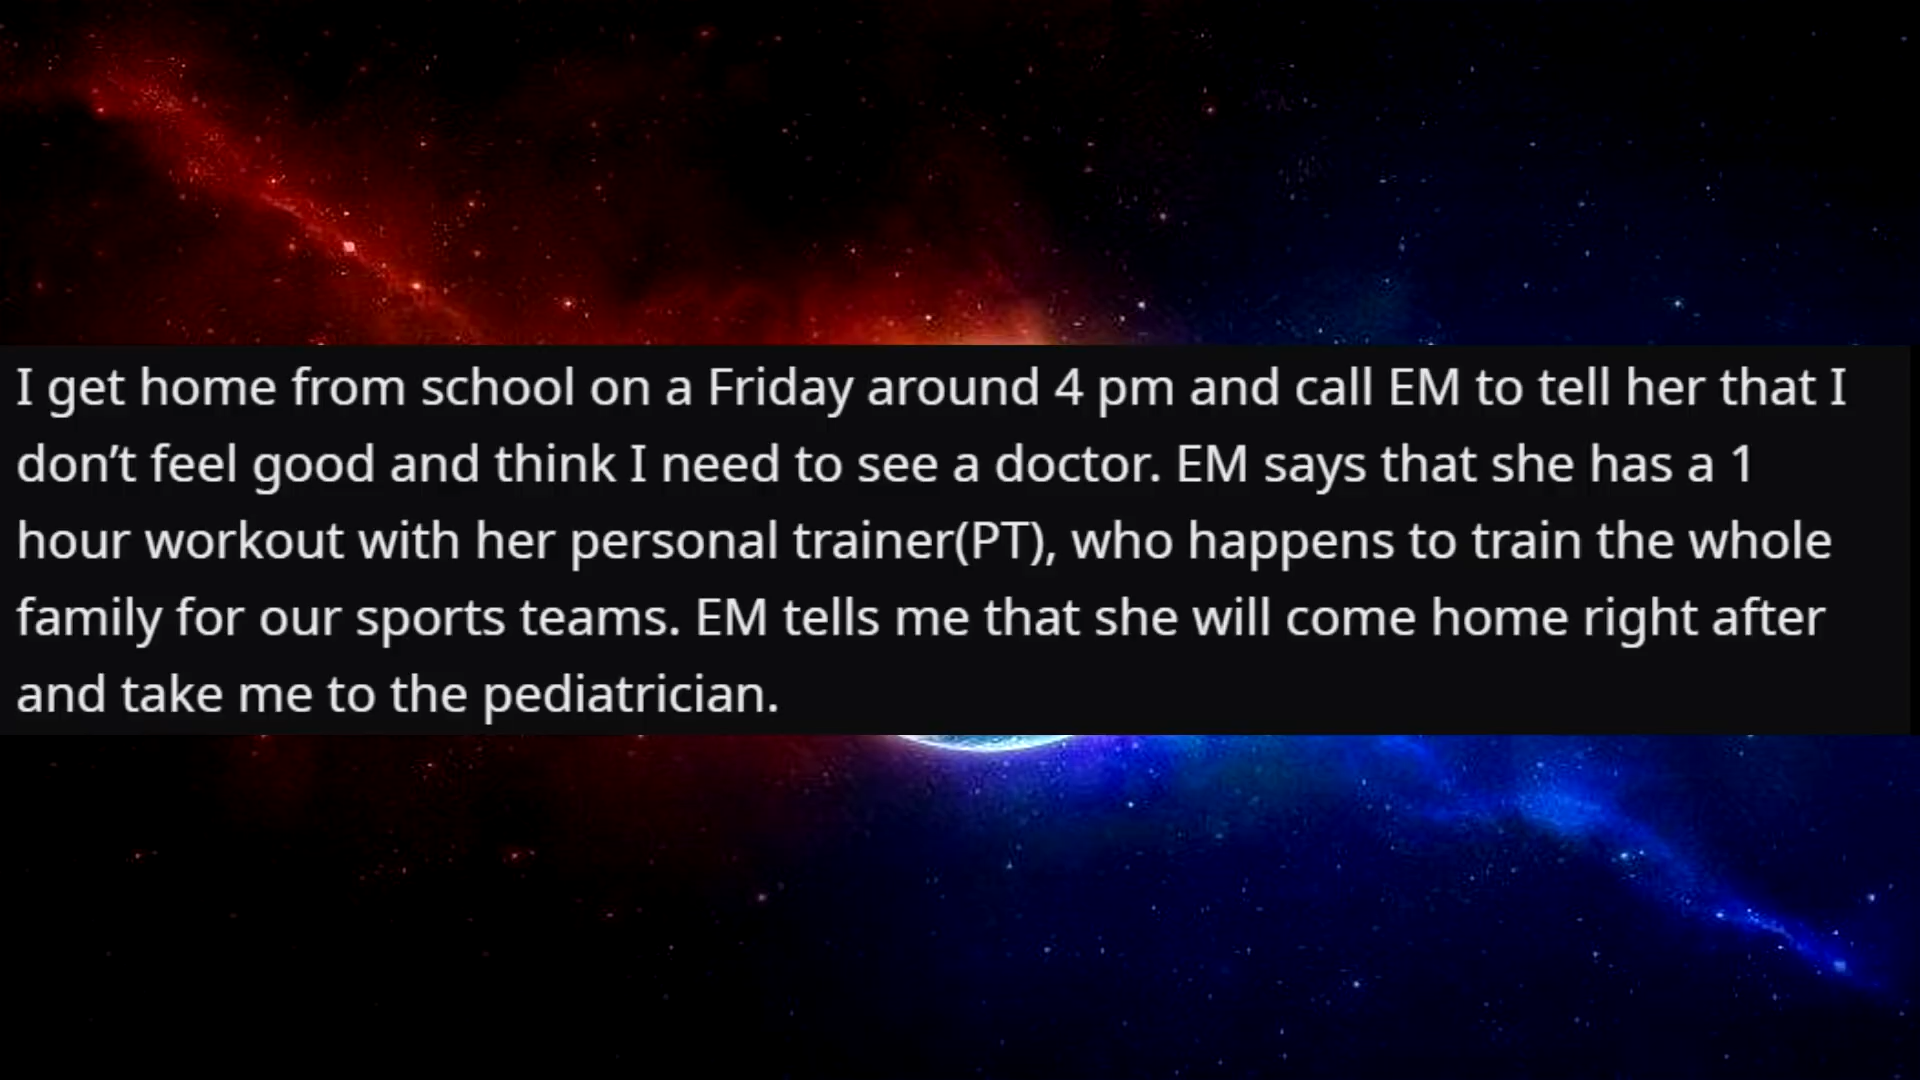 I get home from school on a Friday around 4 pm and call EM to tell her that I
don’t feel good and think I need to see a doctor. EM says that she has a 1
hour workout with her personal trainer(PT), who happens to train the whole
family for our sports teams. EM tells me that she will come home right after
and take me to the pediatrician.